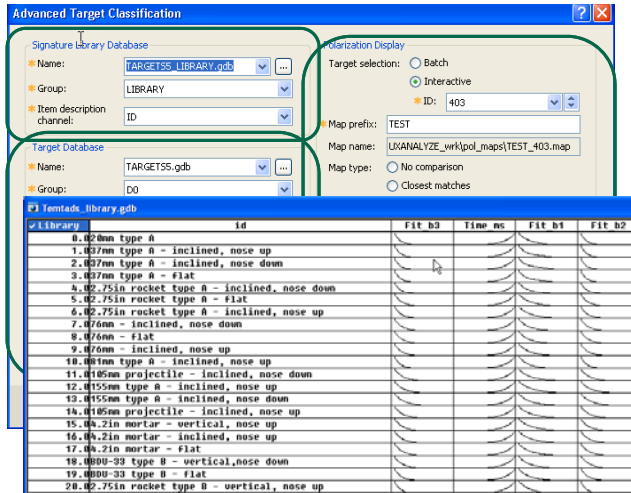 Advanced Target Classification
Signature Library Database
Name: TARGETS5_LIBRARY.gdb ...
Group: LIBRARY
Item description channel: ID
Target Database
Name: TARGETS5.gdb ...
Group: D0
Polarization Display
Target selection: Batch
Interactive
ID: 403
Map prefix: TEST
Map name: UXANALYZE_wrk\pol_maps\TEST_403.map
Map type: No comparison
Closest matches
Temtads_library.gdb
Library id Fit_b3 Time_ms Fit_b1 Fit_b2
0.0 20mm type A
1.0 37mm type A - inclined, nose up
2.0 37mm type A - inclined, nose down
3.0 37mm type A - flat
4.0 2.75in rocket type A - inclined, nose down
5.0 2.75in rocket type A - flat
6.0 2.75in rocket type A - inclined, nose up
7.0 76mm - inclined, nose down
8.0 76mm - flat
9.0 76mm - inclined, nose up
10.0 81mm type A - inclined, nose up
11.0 105mm projectile - inclined, nose down
12.0 155mm type A - inclined, nose up
13.0 155mm type A - inclined, nose down
14.0 105mm projectile - inclined, nose up
15.0 4.2in mortar - vertical, nose up
16.0 4.2in mortar - inclined, nose up
17.0 4.2in mortar - flat
18.0 BDU-33 type B - vertical,nose down
19.0 BDU-33 type B - flat
20.0 2.75in rocket type B - vertical, nose up